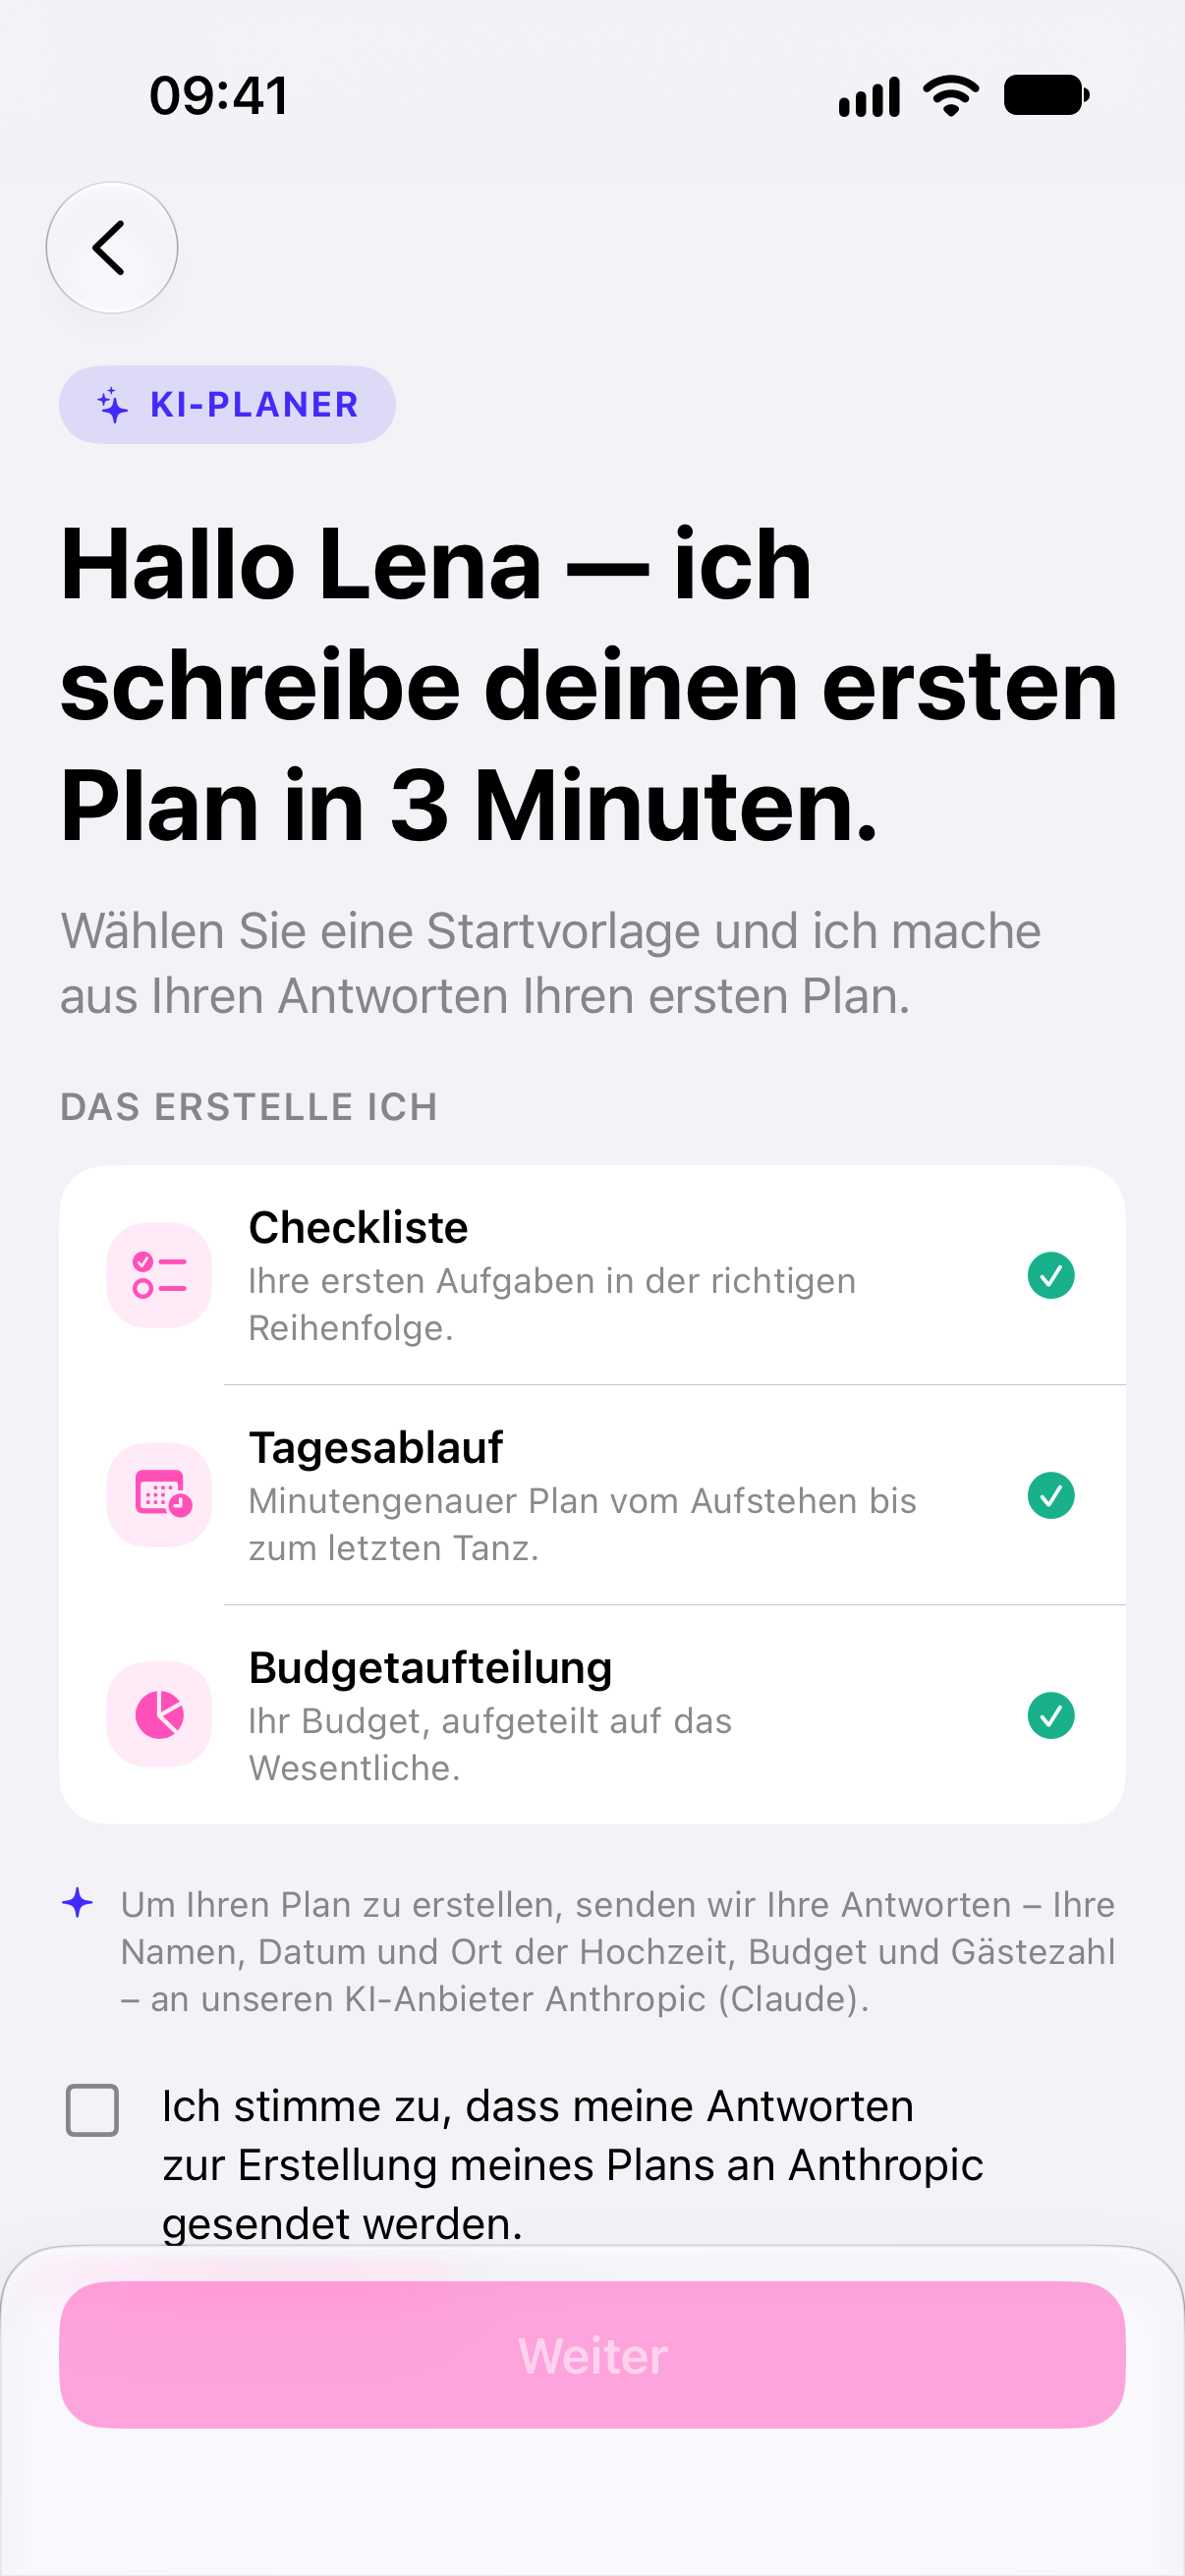 09:41
KI-PLANER
Hallo Lena — ich
schreibe deinen ersten
Plan in 3 Minuten.
Wählen Sie eine Startvorlage und ich mache
aus Ihren Antworten Ihren ersten Plan.
DAS ERSTELLE ICH
Checkliste
Ihre ersten Aufgaben in der richtigen
Reihenfolge.
Tagesablauf
Minutengenauer Plan vom Aufstehen bis
zum letzten Tanz.
Budgetaufteilung
Ihr Budget, aufgeteilt auf das
Wesentliche.
Um Ihren Plan zu erstellen, senden wir Ihre Antworten – Ihre
Namen, Datum und Ort der Hochzeit, Budget und Gästezahl
– an unseren KI-Anbieter Anthropic (Claude).
Ich stimme zu, dass meine Antworten
zur Erstellung meines Plans an Anthropic
gesendet werden.
Weiter